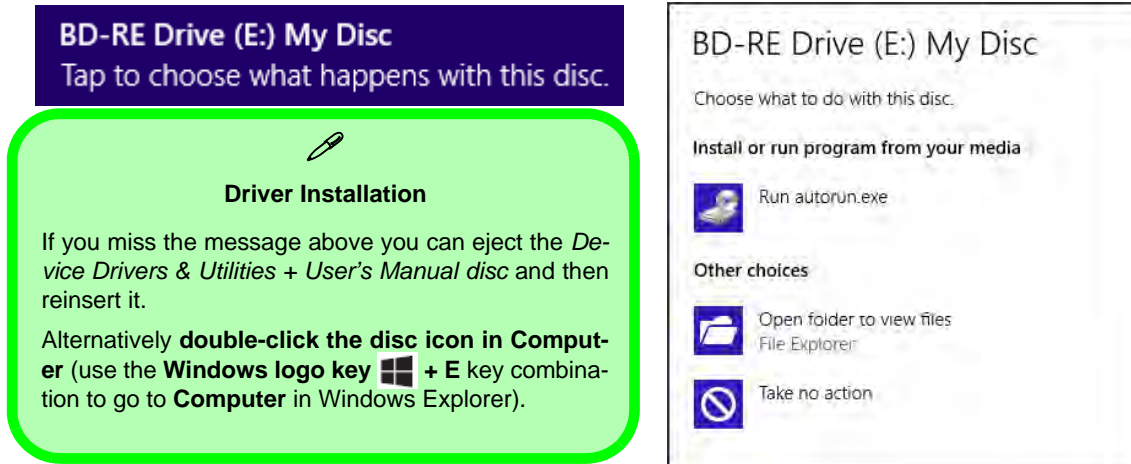 BD-RE Drive (E:) My Disc
Tap to choose what happens with this disc.
Driver Installation
If you miss the message above you can eject the De-
vice Drivers & Utilities + User's Manual disc and then
reinsert it.
Alternatively double-click the disc icon in Comput-
er (use the Windows logo key + E key combina-
tion to go to Computer in Windows Explorer).
BD-RE Drive (E:) My Disc
Choose what to do with this disc.
Install or run program from your media
Run autorun.exe
Other choices
Open folder to view files
File Explorer
Take no action